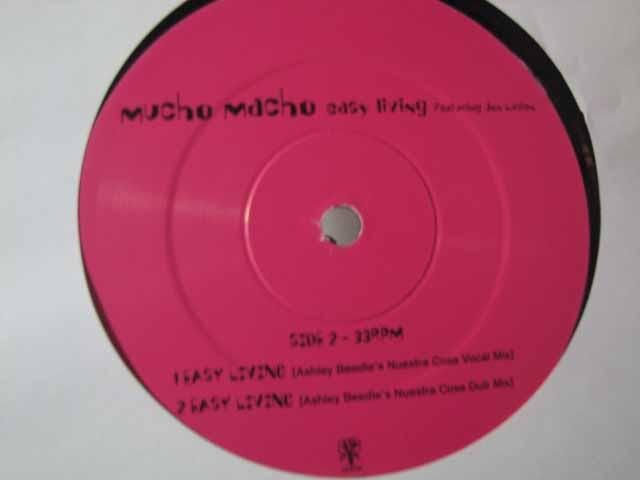 mucho macho easy living Featuring
SIDE 2 - 33RPM
1 EASY LIVING [Ashley Beedle's Nuestra Cosa Vocal Mix]
2 EASY LIVING [Ashley Beedle's Nuestra Cosa Dub Mix]